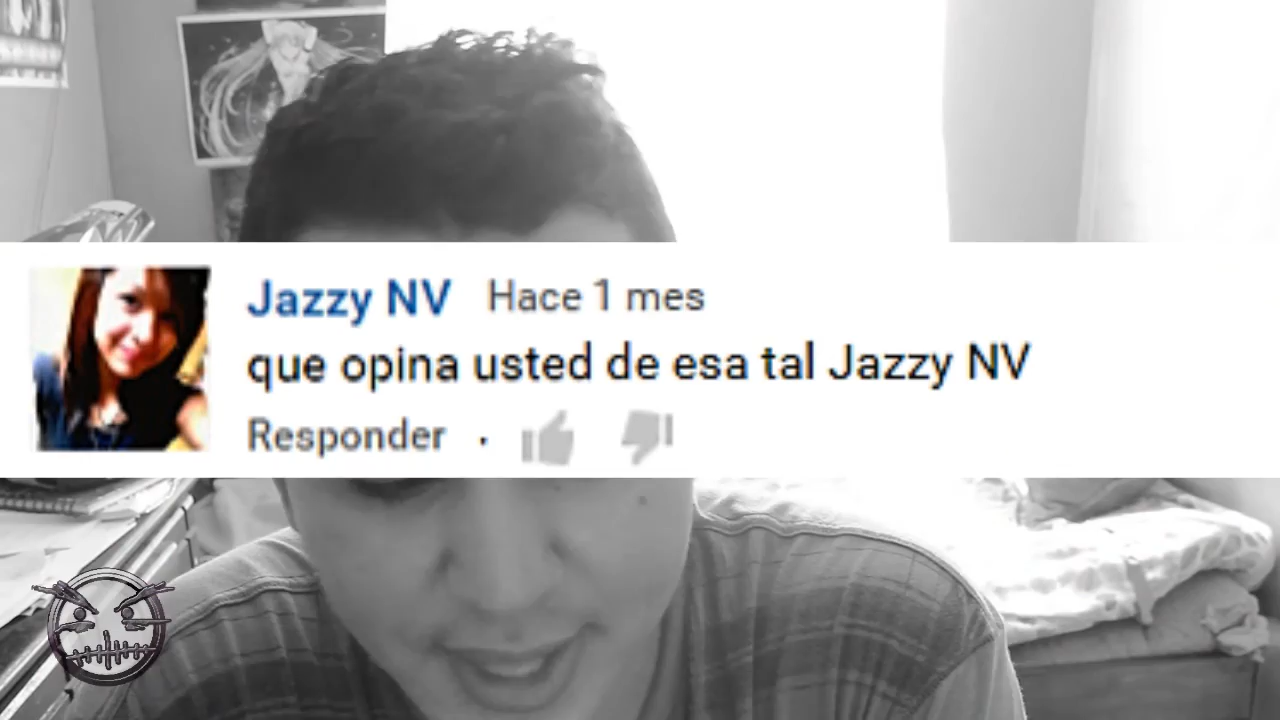 Jazzy NV Hace 1 mes
que opina usted de esa tal Jazzy NV
Responder ·